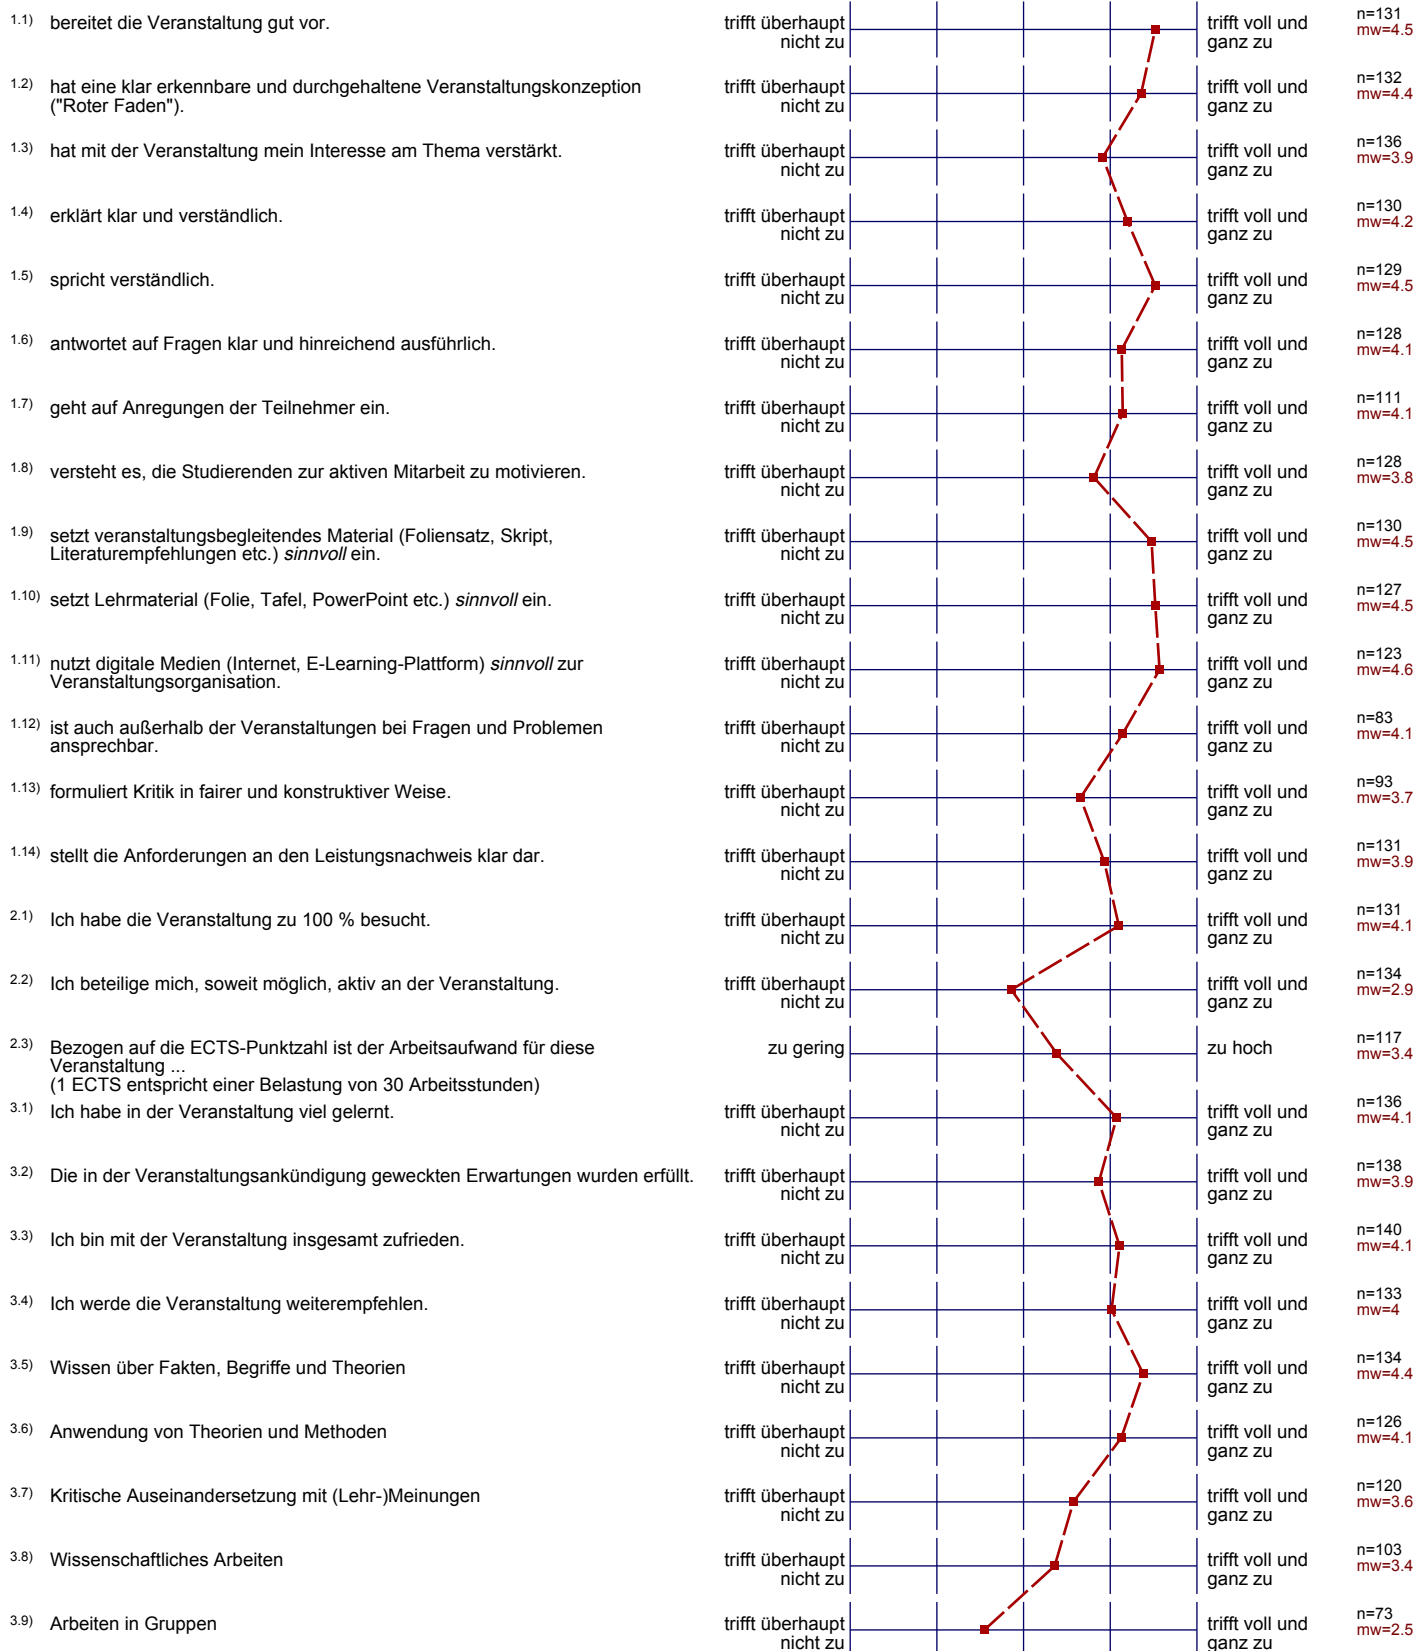 1.1) bereitet die Veranstaltung gut vor. trifft überhaupt trifft voll und n=131
nicht zu ganz zu mw=4.5
1.2) hat eine klar erkennbare und durchgehaltene Veranstaltungskonzeption trifft überhaupt trifft voll und n=132
("Roter Faden"). nicht zu ganz zu mw=4.4
1.3) hat mit der Veranstaltung mein Interesse am Thema verstärkt. trifft überhaupt trifft voll und n=136
nicht zu ganz zu mw=3.9
1.4) erklärt klar und verständlich. trifft überhaupt trifft voll und n=130
nicht zu ganz zu mw=4.2
1.5) spricht verständlich. trifft überhaupt trifft voll und n=129
nicht zu ganz zu mw=4.5
1.6) antwortet auf Fragen klar und hinreichend ausführlich. trifft überhaupt trifft voll und n=128
nicht zu ganz zu mw=4.1
1.7) geht auf Anregungen der Teilnehmer ein. trifft überhaupt trifft voll und n=111
nicht zu ganz zu mw=4.1
1.8) versteht es, die Studierenden zur aktiven Mitarbeit zu motivieren. trifft überhaupt trifft voll und n=128
nicht zu ganz zu mw=3.8
1.9) setzt veranstaltungsbegleitendes Material (Foliensatz, Skript, trifft überhaupt trifft voll und n=130
Literaturempfehlungen etc.) sinnvoll ein. nicht zu ganz zu mw=4.5
1.10) setzt Lehrmaterial (Folie, Tafel, PowerPoint etc.) sinnvoll ein. trifft überhaupt trifft voll und n=127
nicht zu ganz zu mw=4.5
1.11) nutzt digitale Medien (Internet, E-Learning-Plattform) sinnvoll zur trifft überhaupt trifft voll und n=123
Veranstaltungsorganisation. nicht zu ganz zu mw=4.6
1.12) ist auch außerhalb der Veranstaltungen bei Fragen und Problemen trifft überhaupt trifft voll und n=83
ansprechbar. nicht zu ganz zu mw=4.1
1.13) formuliert Kritik in fairer und konstruktiver Weise. trifft überhaupt trifft voll und n=93
nicht zu ganz zu mw=3.7
1.14) stellt die Anforderungen an den Leistungsnachweis klar dar. trifft überhaupt trifft voll und n=131
nicht zu ganz zu mw=3.9
2.1) Ich habe die Veranstaltung zu 100 % besucht. trifft überhaupt trifft voll und n=131
nicht zu ganz zu mw=4.1
2.2) Ich beteilige mich, soweit möglich, aktiv an der Veranstaltung. trifft überhaupt trifft voll und n=134
nicht zu ganz zu mw=2.9
2.3) Bezogen auf die ECTS-Punktzahl ist der Arbeitsaufwand für diese zu gering zu hoch n=117
Veranstaltung ... mw=3.4
(1 ECTS entspricht einer Belastung von 30 Arbeitsstunden)
3.1) Ich habe in der Veranstaltung viel gelernt. trifft überhaupt trifft voll und n=136
nicht zu ganz zu mw=4.1
3.2) Die in der Veranstaltungsankündigung geweckten Erwartungen wurden erfüllt. trifft überhaupt trifft voll und n=138
nicht zu ganz zu mw=3.9
3.3) Ich bin mit der Veranstaltung insgesamt zufrieden. trifft überhaupt trifft voll und n=140
nicht zu ganz zu mw=4.1
3.4) Ich werde die Veranstaltung weiterempfehlen. trifft überhaupt trifft voll und n=133
nicht zu ganz zu mw=4
3.5) Wissen über Fakten, Begriffe und Theorien trifft überhaupt trifft voll und n=134
nicht zu ganz zu mw=4.4
3.6) Anwendung von Theorien und Methoden trifft überhaupt trifft voll und n=126
nicht zu ganz zu mw=4.1
3.7) Kritische Auseinandersetzung mit (Lehr-)Meinungen trifft überhaupt trifft voll und n=120
nicht zu ganz zu mw=3.6
3.8) Wissenschaftliches Arbeiten trifft überhaupt trifft voll und n=103
nicht zu ganz zu mw=3.4
3.9) Arbeiten in Gruppen trifft überhaupt trifft voll und n=73
nicht zu ganz zu mw=2.5